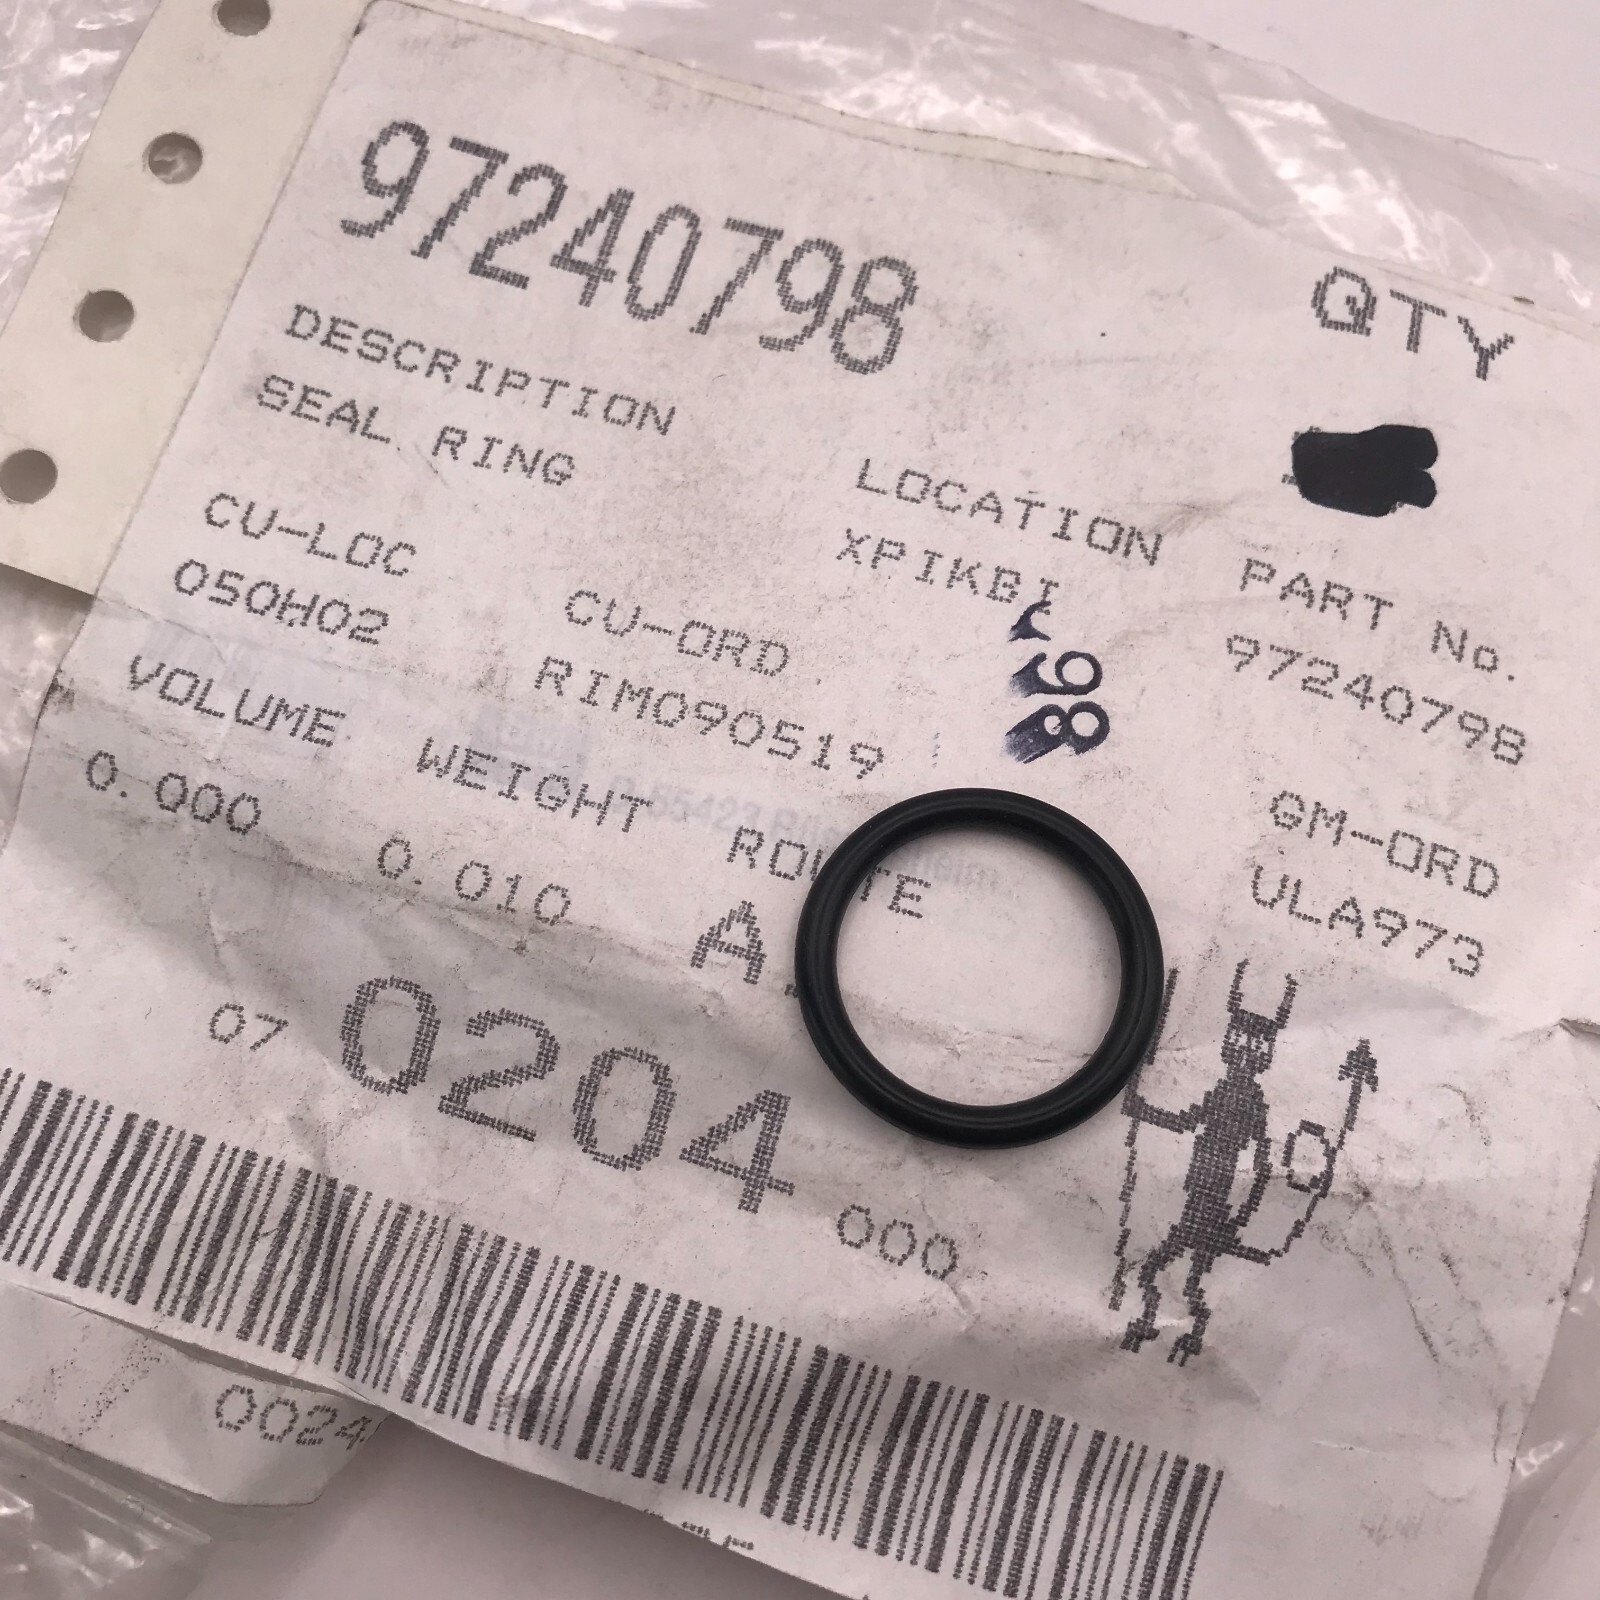 97240798
QTY
DESCRIPTION
SEAL RING
LOCATION
XPIKBI
PART No.
97240798
CU-LOC
050H02
CU-ORD
RIM090519
98
GM-ORD
ULA973
VOLUME
0.000
WEIGHT
0.010
ROUTE
A
07 0204 000
0024